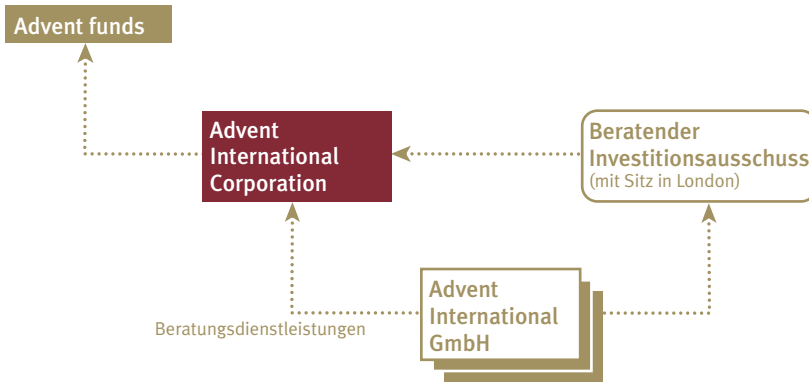 Advent funds
Advent
International
Corporation
Beratender
Investitionsausschuss
(mit Sitz in London)
Advent
International
GmbH
Beratungsdienstleistungen